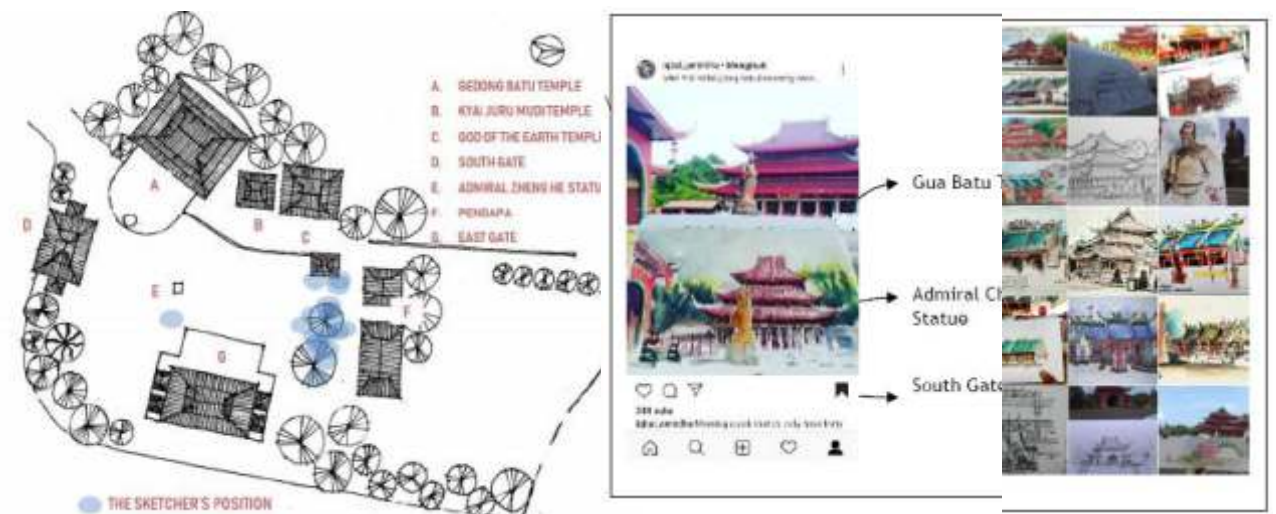 A. GEDONG BATU TEMPLE
B. KYAI JURU MUDI TEMPLE
C. GOD OF THE EARTH TEMPL
D. SOUTH GATE
E. ADMIRAL ZHENG HE STATU
F. PENDAPA
G. EAST GATE
A
B
C
D
E
F
G
THE SKETCHER'S POSITION
Gua Batu T
Admiral Ch
Statue
South Gate